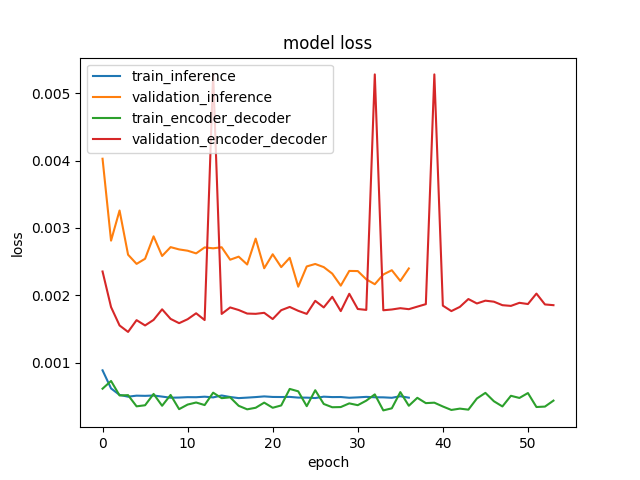 model loss
train_inference
validation_inference
train_encoder_decoder
validation_encoder_decoder
0.005
0.004
0.003
0.002
0.001
loss
0 10 20 30 40 50
epoch